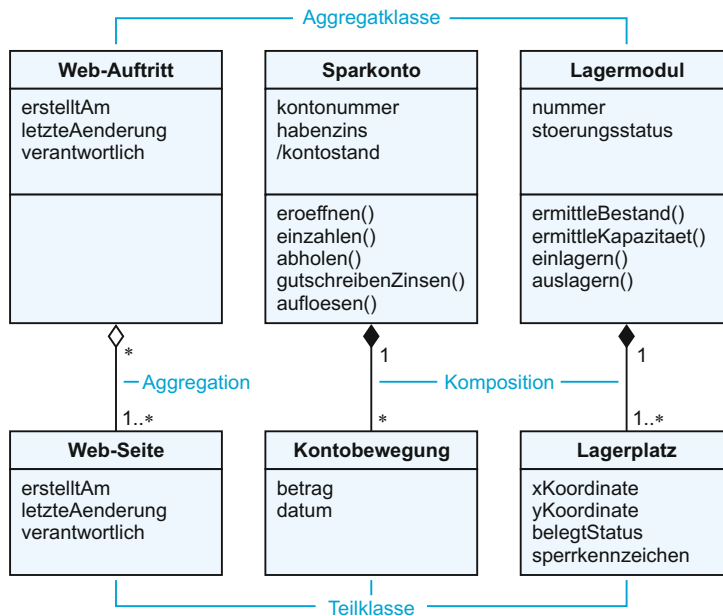 Aggregatklasse
Web-Auftritt
erstelltAm
letzteAenderung
verantwortlich
Sparkonto
kontonummer
habenzins
/kontostand
eroeffnen()
einzahlen()
abholen()
gutschreibenZinsen()
aufloesen()
Lagermodul
nummer
stoerungsstatus
ermittleBestand()
ermittleKapazitaet()
einlagern()
auslagern()
*
Aggregation
1..*
1
Komposition
*
1
1..*
Web-Seite
erstelltAm
letzteAenderung
verantwortlich
Kontobewegung
betrag
datum
Lagerplatz
xKoordinate
yKoordinate
belegtStatus
sperrkennzeichen
Teilklasse